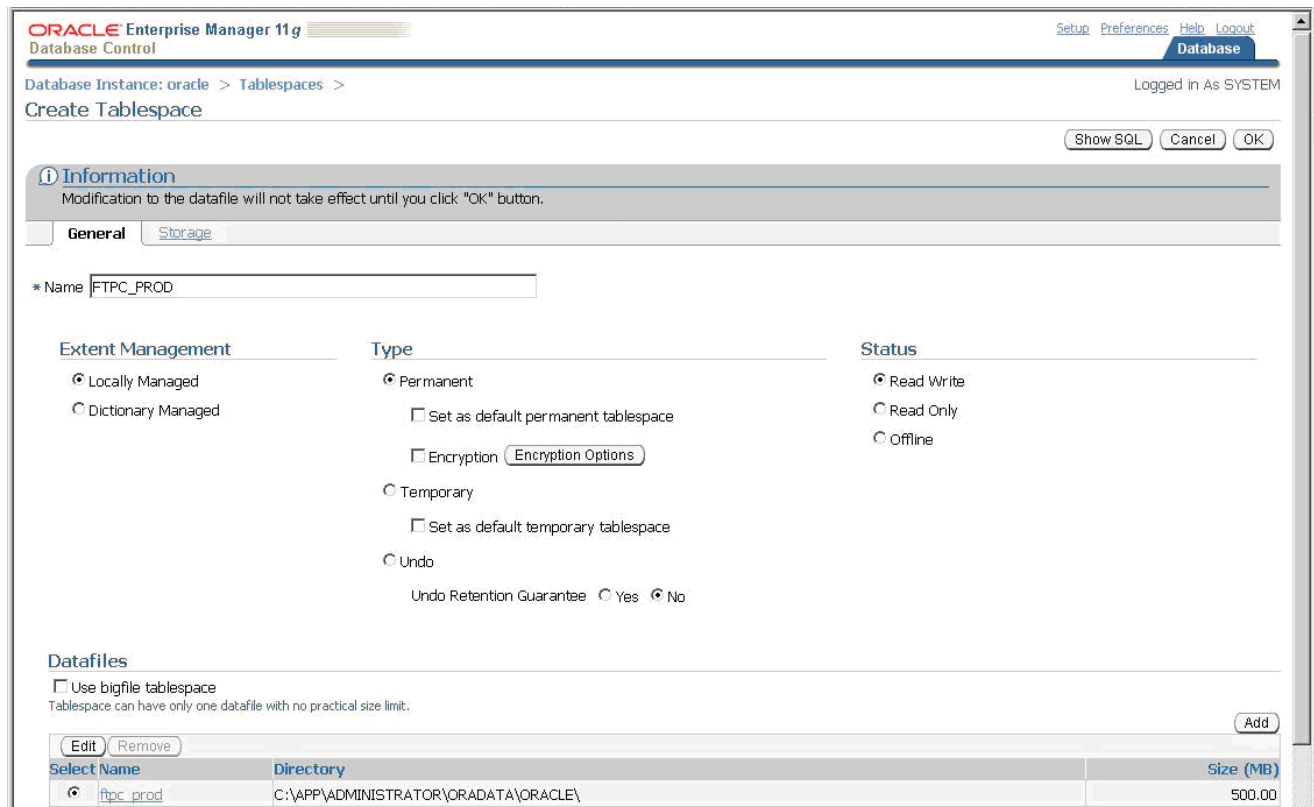 ORACLE Enterprise Manager 11g
Database Control
Setup Preferences Help Logout
Database
Database Instance: oracle > Tablespaces >
Logged in As SYSTEM
Create Tablespace
Show SQL Cancel OK
Information
Modification to the datafile will not take effect until you click "OK" button.
General Storage
* Name FTPC_PROD
Extent Management Type Status
Locally Managed Permanent Read Write
Dictionary Managed Set as default permanent tablespace Read Only
Offline
Encryption Encryption Options
Temporary
Set as default temporary tablespace
Undo
Undo Retention Guarantee Yes No
Datafiles
Use bigfile tablespace
Tablespace can have only one datafile with no practical size limit.
Add
Edit Remove
Select Name Directory Size (MB)
ftpc_prod C:\APP\ADMINISTRATOR\ORADATA\ORACLE\ 500.00